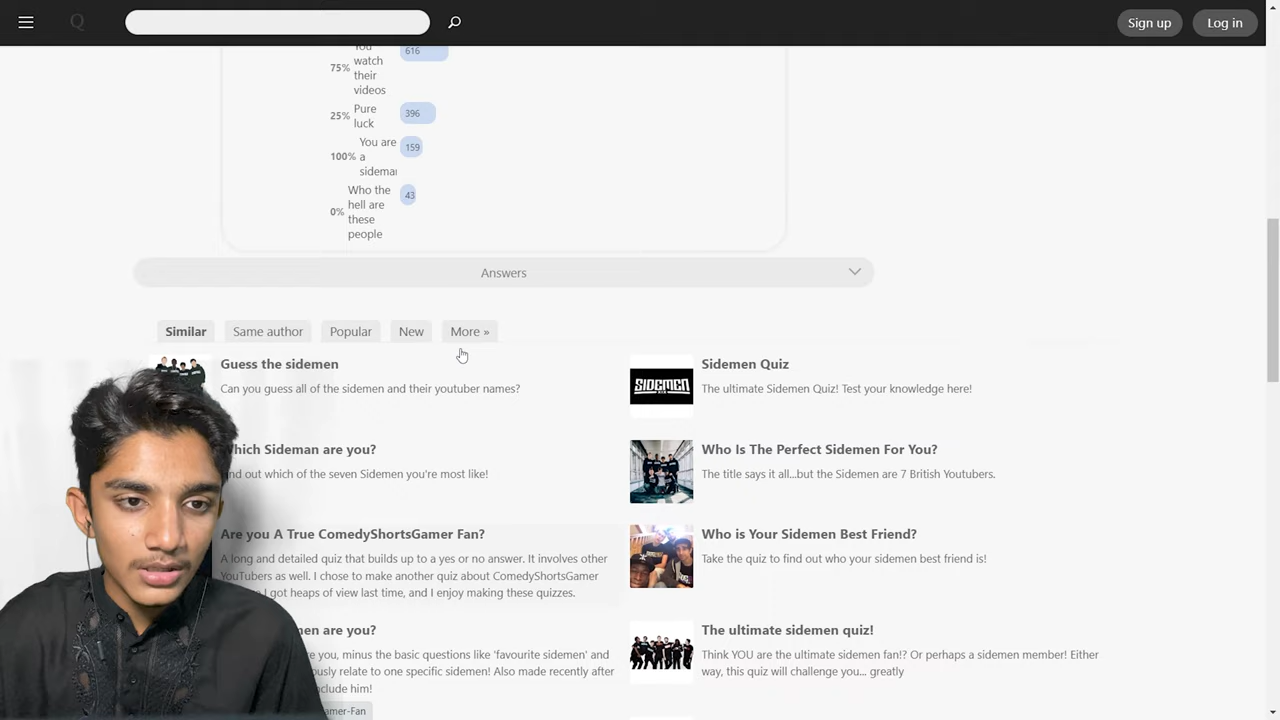 Q
Sign up
Log in
You
616
watch
75%
their
videos
Pure
25%
396
luck
You are
159
100%
a
sidema
Who the
43
hell are
0%
these
people
Answers
Similar
Same author
Popular
New
More »
Guess the sidemen
Can you guess all of the sidemen and their youtuber names?
Sidemen Quiz
The ultimate Sidemen Quiz! Test your knowledge here!
SIDEMEN
hich Sideman are you?
nd out which of the seven Sidemen you're most like!
Who Is The Perfect Sidemen For You?
The title says it all...but the Sidemen are 7 British Youtubers.
Are you A True ComedyShortsGamer Fan?
A long and detailed quiz that builds up to a yes or no answer. It involves other
YouTubers as well. I chose to make another quiz about ComedyShortsGamer
I got heaps of view last time, and I enjoy making these quizzes.
Who is Your Sidemen Best Friend?
Take the quiz to find out who your sidemen best friend is!
men are you?
re you, minus the basic questions like 'favourite sidemen' and
ously relate to one specific sidemen! Also made recently after
clude him!
amer-Fan
The ultimate sidemen quiz!
Think YOU are the ultimate sidemen fan!? Or perhaps a sidemen member! Either
way, this quiz will challenge you... greatly